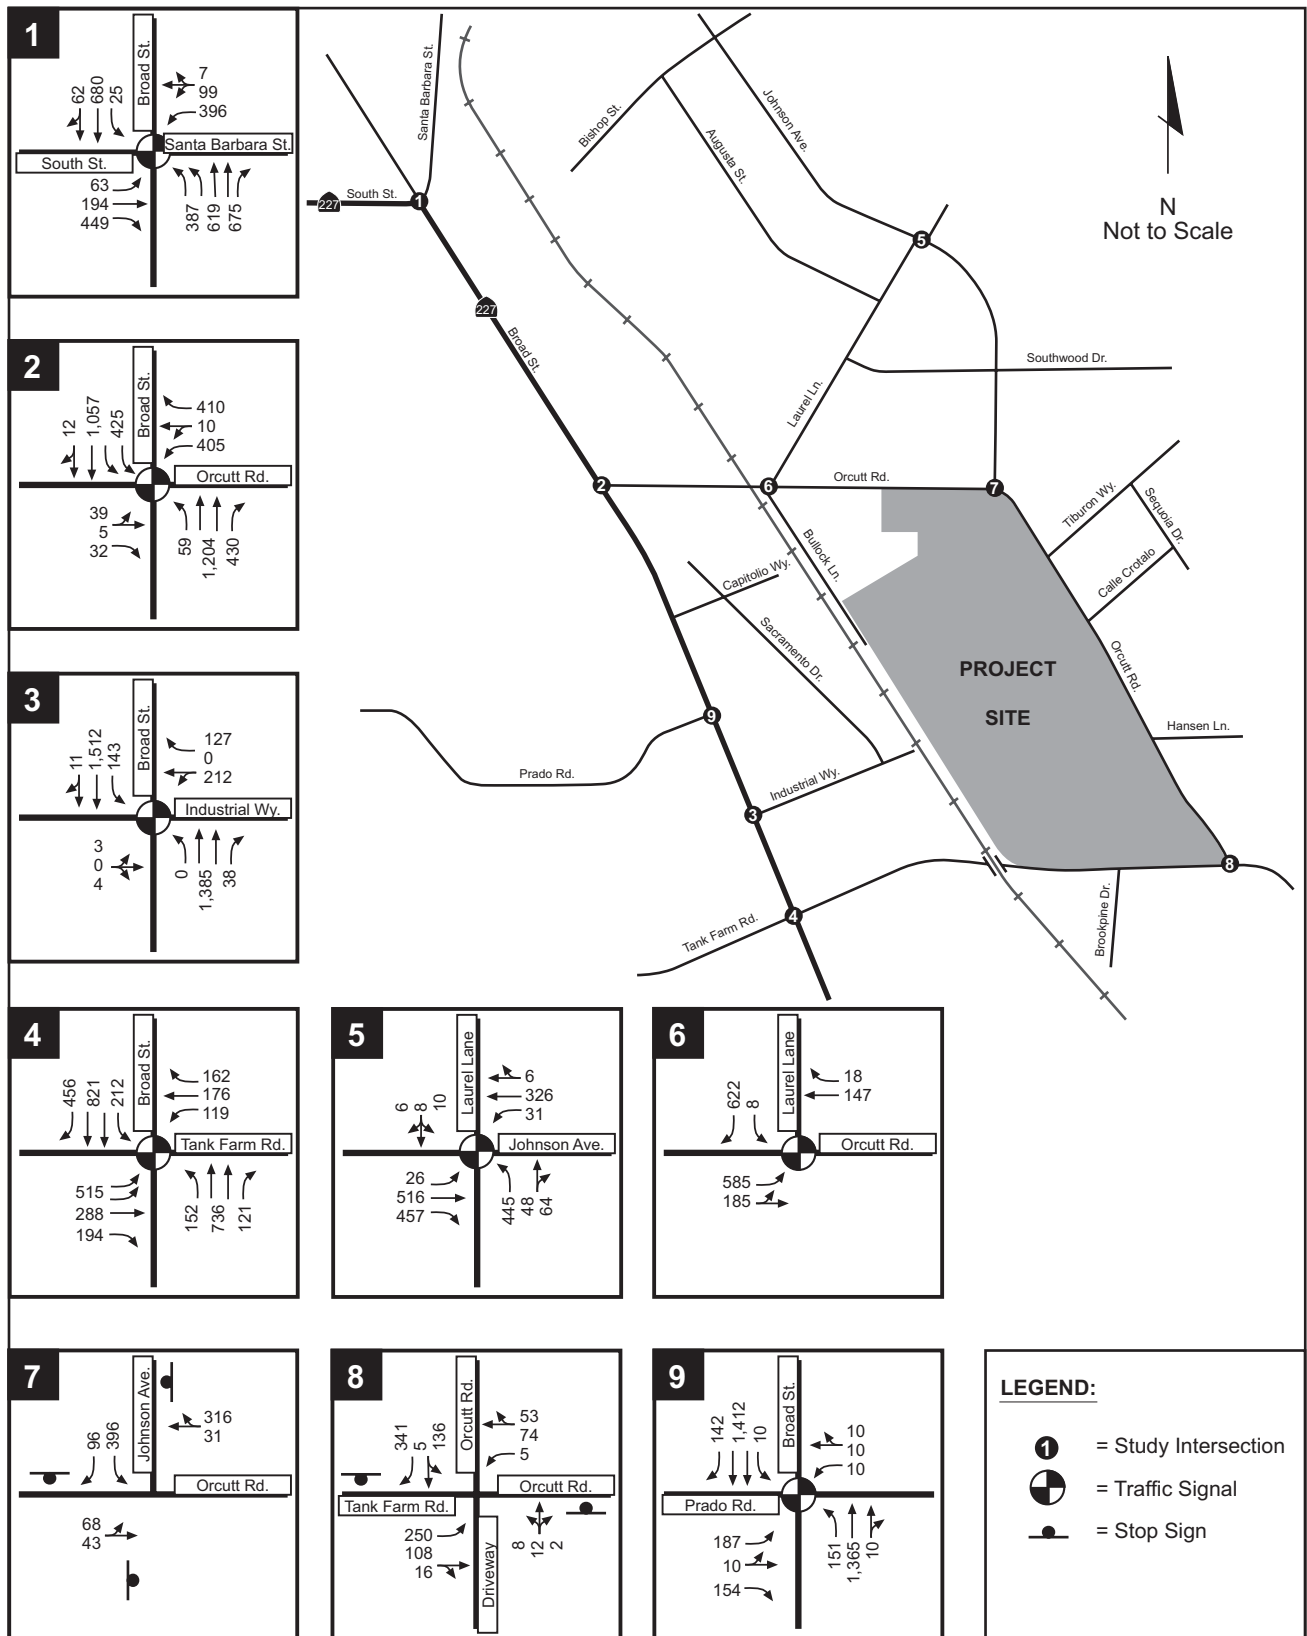 1
Broad St.
62
680
25
7
99
396
South St.
Santa Barbara St.
63
194
449
387
619
675
2
Broad St.
12
1,057
425
410
10
405
Orcutt Rd.
39
5
32
59
1,204
430
3
Broad St.
11
1,512
143
127
0
212
Industrial Wy.
3
0
4
0
1,385
38
Santa Barbara St.
Bishop St.
Johnson Ave.
Augusta St.
N
Not to Scale
227
South St.
1
5
227
Broad St.
Southwood Dr.
Laurel Ln.
2
6
Orcutt Rd.
7
Tiburon Wy.
Sequoia Dr.
Bullock Ln.
Capitolio Wy.
Calle Crotalo
Sacramento Dr.
PROJECT
SITE
Orcutt Rd.
9
Hansen Ln.
Prado Rd.
Industrial Wy.
3
8
4
Tank Farm Rd.
Brookpine Dr.
4
Broad St.
456
821
212
162
176
119
Tank Farm Rd.
515
288
194
152
736
121
5
Laurel Lane
6
8
10
6
326
31
Johnson Ave.
26
516
457
445
48
64
6
Laurel Lane
622
8
18
147
Orcutt Rd.
585
185
7
Johnson Ave.
96
396
316
31
Orcutt Rd.
68
43
8
Orcutt Rd.
341
5
136
53
74
5
Tank Farm Rd.
Orcutt Rd.
250
108
16
Driveway
8
12
2
9
Broad St.
142
1,412
10
10
10
10
Prado Rd.
187
10
154
151
1,365
10
LEGEND:
1 = Study Intersection
= Traffic Signal
= Stop Sign